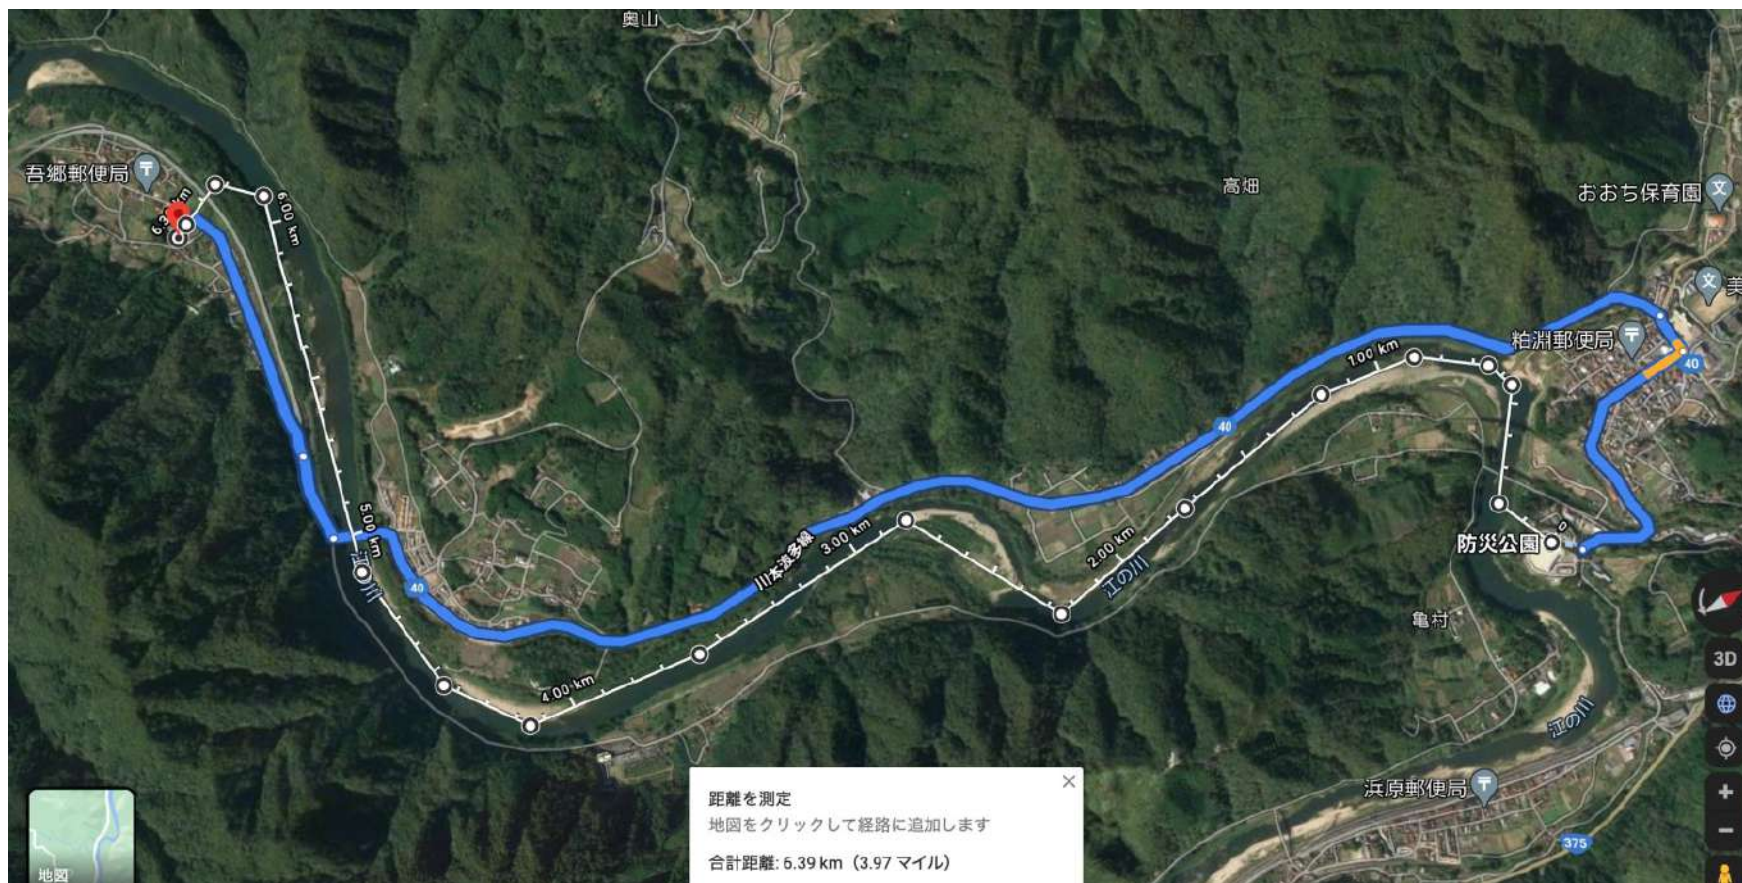 奥山
吾郷郵便局
高畑
おおち保育園
6.00 km
美
粕淵郵便局
1.00 km
40
40
5.00 km
川本波多線
3.00 km
0
防災公園
2.00 km
江の川
江の川
40
亀村
3D
4.00 km
江の川
浜原郵便局
375
地図
距離を測定
地図をクリックして経路に追加します
合計距離: 6.39 km（3.97 マイル）